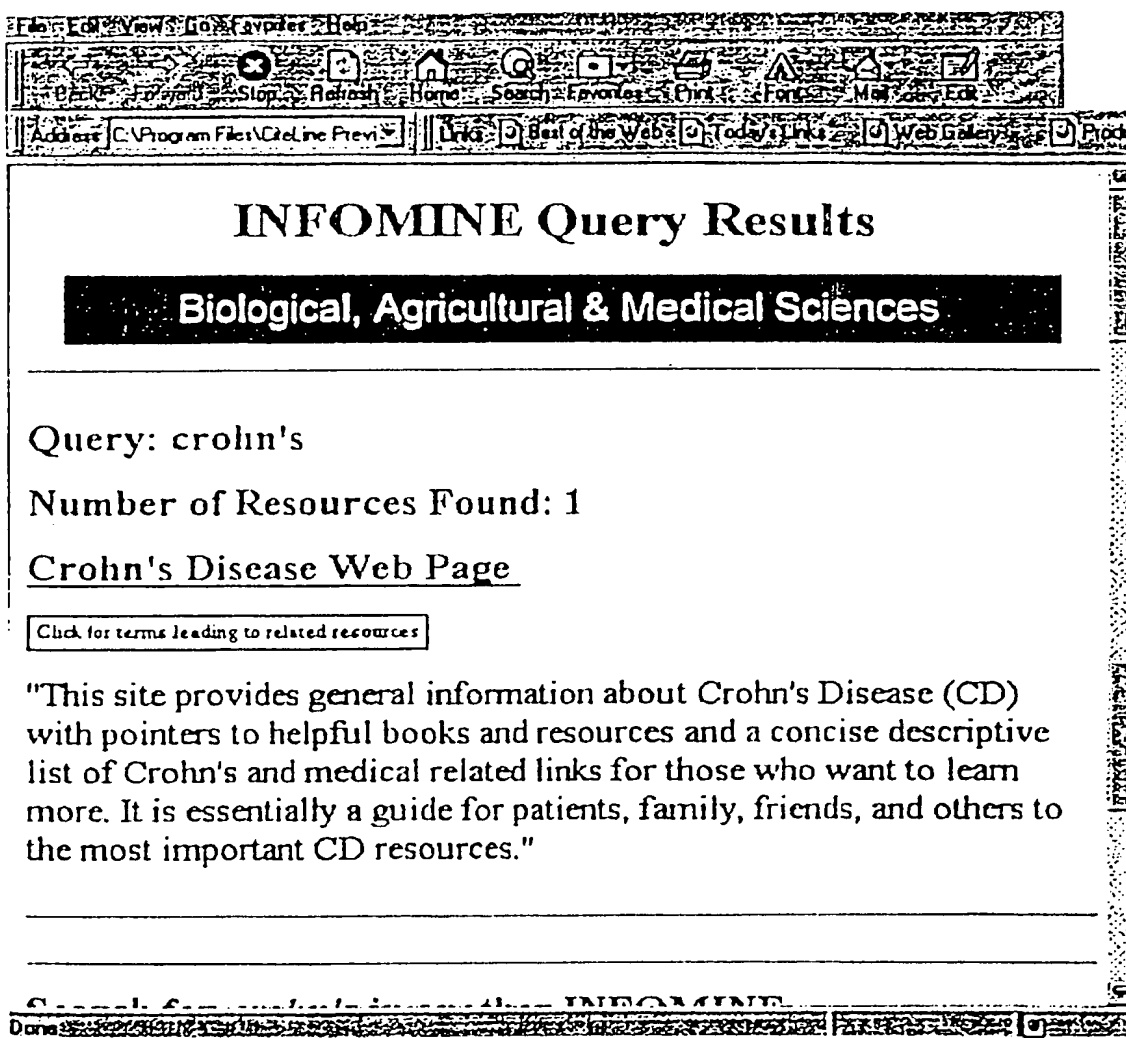 File Edit View Go Favorites Help
Back Forward Stop Refresh Home Search Favorites Print Font Mail Edit
Address C:\Program Files\CiteLine Previ Links Best of the Web Today's Links Web Gallery Produ
INFOMINE Query Results
Biological, Agricultural & Medical Sciences
Query: crohn's
Number of Resources Found: 1
Crohn's Disease Web Page
Click for terms leading to related resources
"This site provides general information about Crohn's Disease (CD)
with pointers to helpful books and resources and a concise descriptive
list of Crohn's and medical related links for those who want to learn
more. It is essentially a guide for patients, family, friends, and others to
the most important CD resources."
INFOMINE
Done